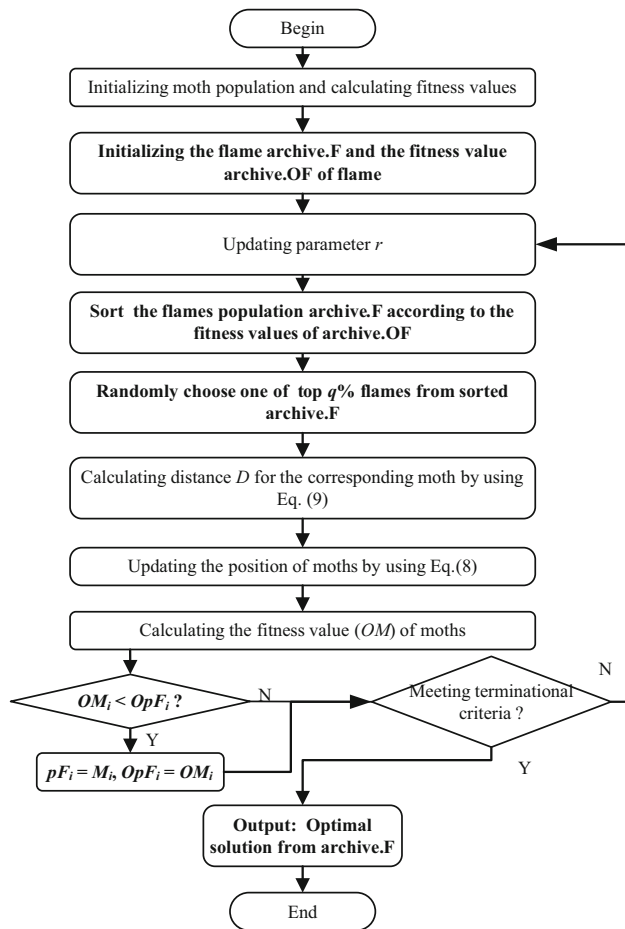 Begin
Initializing moth population and calculating fitness values
Initializing the flame archive.F and the fitness value
archive.OF of flame
Updating parameter r
Sort the flames population archive.F according to the
fitness values of archive.OF
Randomly choose one of top q% flames from sorted
archive.F
Calculating distance D for the corresponding moth by using
Eq. (9)
Updating the position of moths by using Eq.(8)
Calculating the fitness value (OM) of moths
OMi < OpFi ?
N
Meeting terminational
criteria ?
N
Y
pFi = Mi, OpFi = OMi
Y
Output: Optimal
solution from archive.F
End